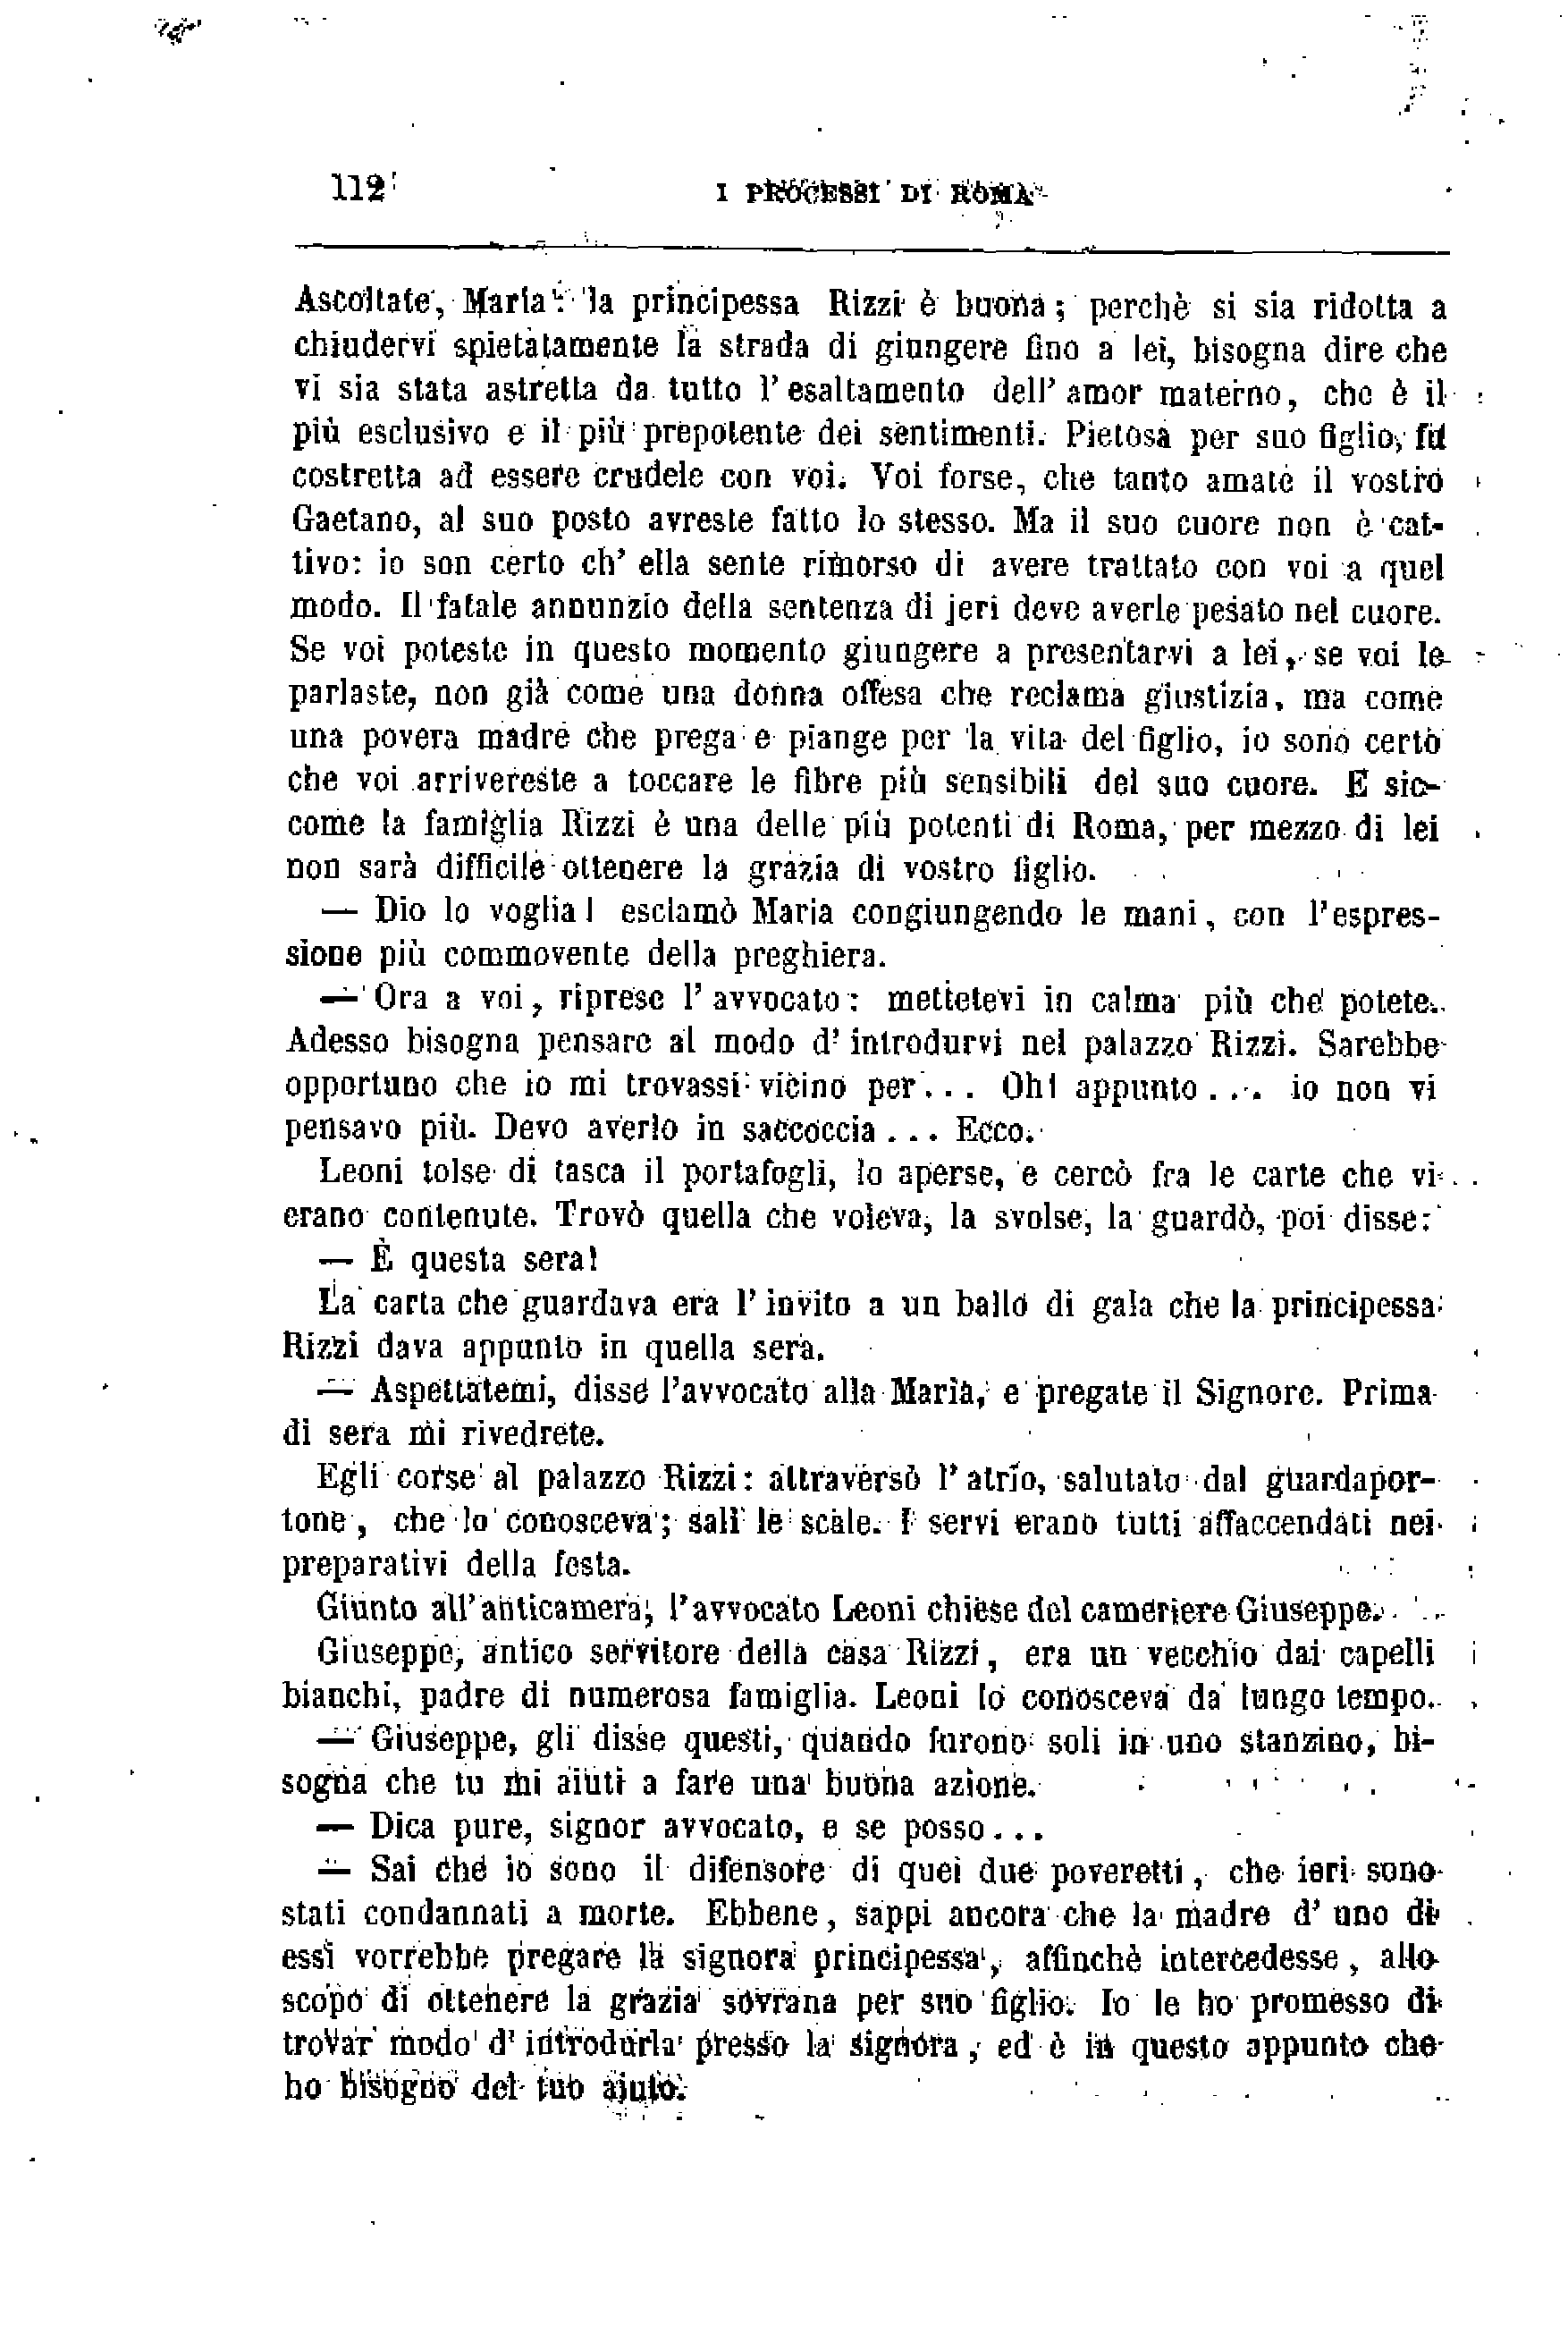 112 I PROCESSI DI ROMA
Ascoltate, Maria: la principessa Rizzi è buona; perchè si sia ridotta a
chiudervi spietatamente la strada di giungere fino a lei, bisogna dire che
vi sia stata astretta da tutto l'esaltamento dell'amor materno, che è il
più esclusivo e il più prepotente dei sentimenti. Pietosa per suo figlio, fu
costretta ad essere crudele con voi. Voi forse, che tanto amate il vostro
Gaetano, al suo posto avreste fatto lo stesso. Ma il suo cuore non è cat-
tivo: io son certo ch'ella sente rimorso di avere trattato con voi a quel
modo. Il fatale annunzio della sentenza di jeri deve averle pesato nel cuore.
Se voi poteste in questo momento giungere a presentarvi a lei, se voi le
parlaste, non già come una donna offesa che reclama giustizia, ma come
una povera madre che prega e piange per la vita del figlio, io sono certo
che voi arrivereste a toccare le fibre più sensibili del suo cuore. E sic-
come la famiglia Rizzi è una delle più potenti di Roma, per mezzo di lei
non sarà difficile ottenere la grazia di vostro figlio.
— Dio lo voglia! esclamò Maria congiungendo le mani, con l'espres-
sione più commovente della preghiera.
— Ora a voi, riprese l'avvocato: mettetevi in calma più che potete.
Adesso bisogna pensare al modo d'introdurvi nel palazzo Rizzi. Sarebbe
opportuno che io mi trovassi vicino per... Oh! appunto.... io non vi
pensavo più. Devo averlo in saccoccia... Ecco.
Leoni tolse di tasca il portafogli, lo aperse, e cercò fra le carte che vi
erano contenute. Trovò quella che voleva, la svolse, la guardò, poi disse:
— È questa sera!
La carta che guardava era l'invito a un ballo di gala che la principessa
Rizzi dava appunto in quella sera.
— Aspettatemi, disse l'avvocato alla Maria, e pregate il Signore. Prima
di sera mi rivedrete.
Egli corse al palazzo Rizzi: attraversò l'atrio, salutato dal guardapor-
tone, che lo conosceva; salì le scale. I servi erano tutti affaccendati nei
preparativi della festa.
Giunto all'anticamera, l'avvocato Leoni chiese del cameriere Giuseppe.
Giuseppe, antico servitore della casa Rizzi, era un vecchio dai capelli
bianchi, padre di numerosa famiglia. Leoni lo conosceva da lungo tempo.
— Giuseppe, gli disse questi, quando furono soli in uno stanzino, bi-
sogna che tu mi aiuti a fare una buona azione.
— Dica pure, signor avvocato, e se posso...
— Sai che io sono il difensore di quei due poveretti, che ieri sono
stati condannati a morte. Ebbene, sappi ancora che la madre d'uno di
essi vorrebbe pregare la signora principessa, affinchè intercedesse, allo
scopo di ottenere la grazia sovrana per suo figlio. Io le ho promesso di
trovar modo d'introdurla presso la signora, ed è in questo appunto che
ho bisogno del tuo ajuto.